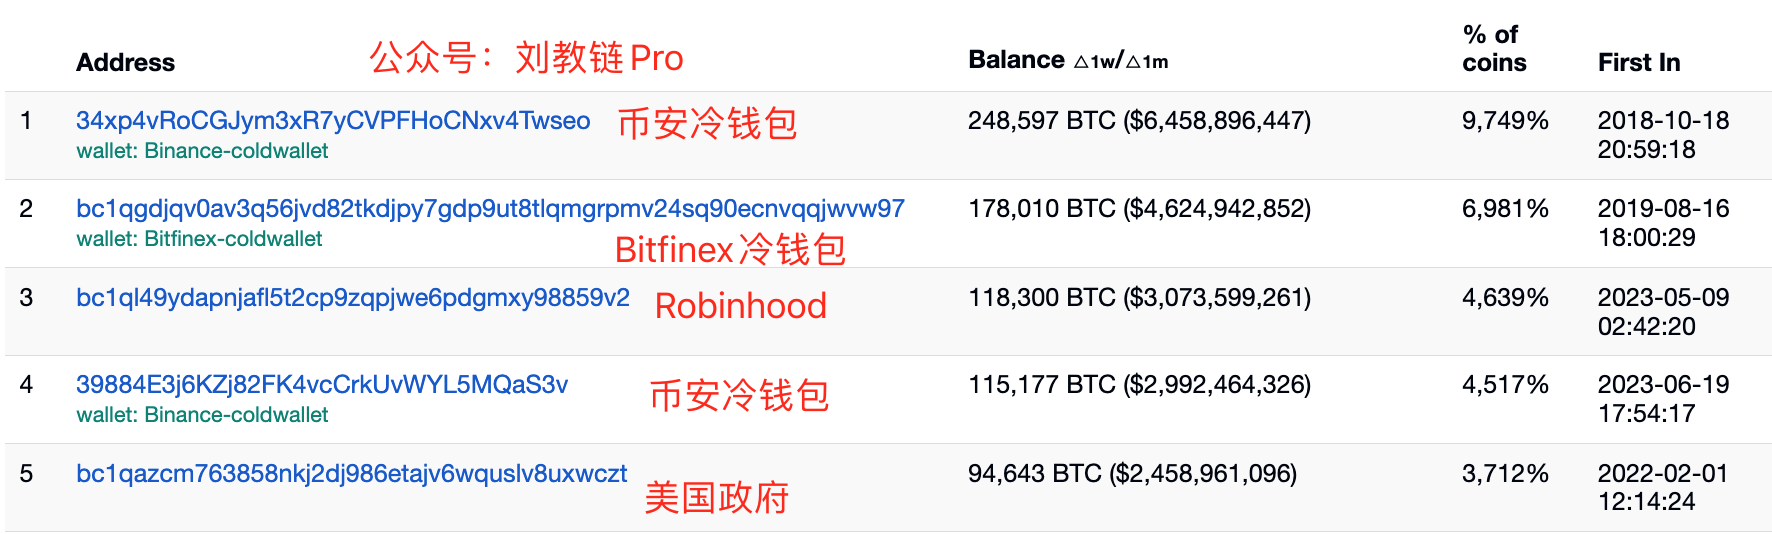 Address 公众号：刘教链Pro Balance △1w/△1m % of coins First In
1 34xp4vRoCGJym3xR7yCVPFHoCNxv4Twseo 币安冷钱包 248,597 BTC ($6,458,896,447) 9,749% 2018-10-18
wallet: Binance-coldwallet 20:59:18
2 bc1qgdjqv0av3q56jvd82tkdjpy7gdp9ut8tlqmgrpmv24sq90ecnvqqjwvw97 178,010 BTC ($4,624,942,852) 6,981% 2019-08-16
wallet: Bitfinex-coldwallet Bitfinex冷钱包 18:00:29
3 bc1ql49ydapnjafl5t2cp9zqpjwe6pdgmxy98859v2 Robinhood 118,300 BTC ($3,073,599,261) 4,639% 2023-05-09
02:42:20
4 39884E3j6KZj82FK4vcCrkUvWYL5MQaS3v 币安冷钱包 115,177 BTC ($2,992,464,326) 4,517% 2023-06-19
wallet: Binance-coldwallet 17:54:17
5 bc1qazcm763858nkj2dj986etajv6wquslv8uxwczt 美国政府 94,643 BTC ($2,458,961,096) 3,712% 2022-02-01
12:14:24